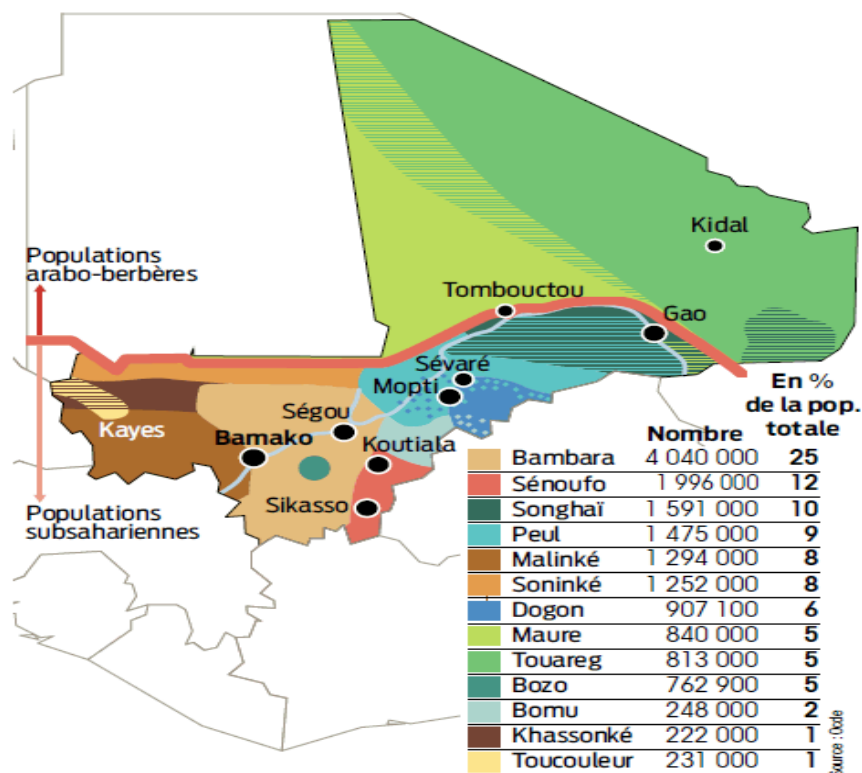 Kidal
Populations
arabo-berbères
Tombouctou
Gao
Sévaré
Mopti
Kayes
Ségou
Bamako
Koutiala
Sikasso
Populations
subsahariennes
En %
de la pop.
totale
Nombre
Bambara 4 040 000 25
Sénoufo 1 996 000 12
Songhaï 1 591 000 10
Peul 1 475 000 9
Malinké 1 294 000 8
Soninké 1 252 000 8
Dogon 907 100 6
Maure 840 000 5
Touareg 813 000 5
Bozo 762 900 5
Bomu 248 000 2
Khassonké 222 000 1
Toucouleur 231 000 1
Source : Ocde